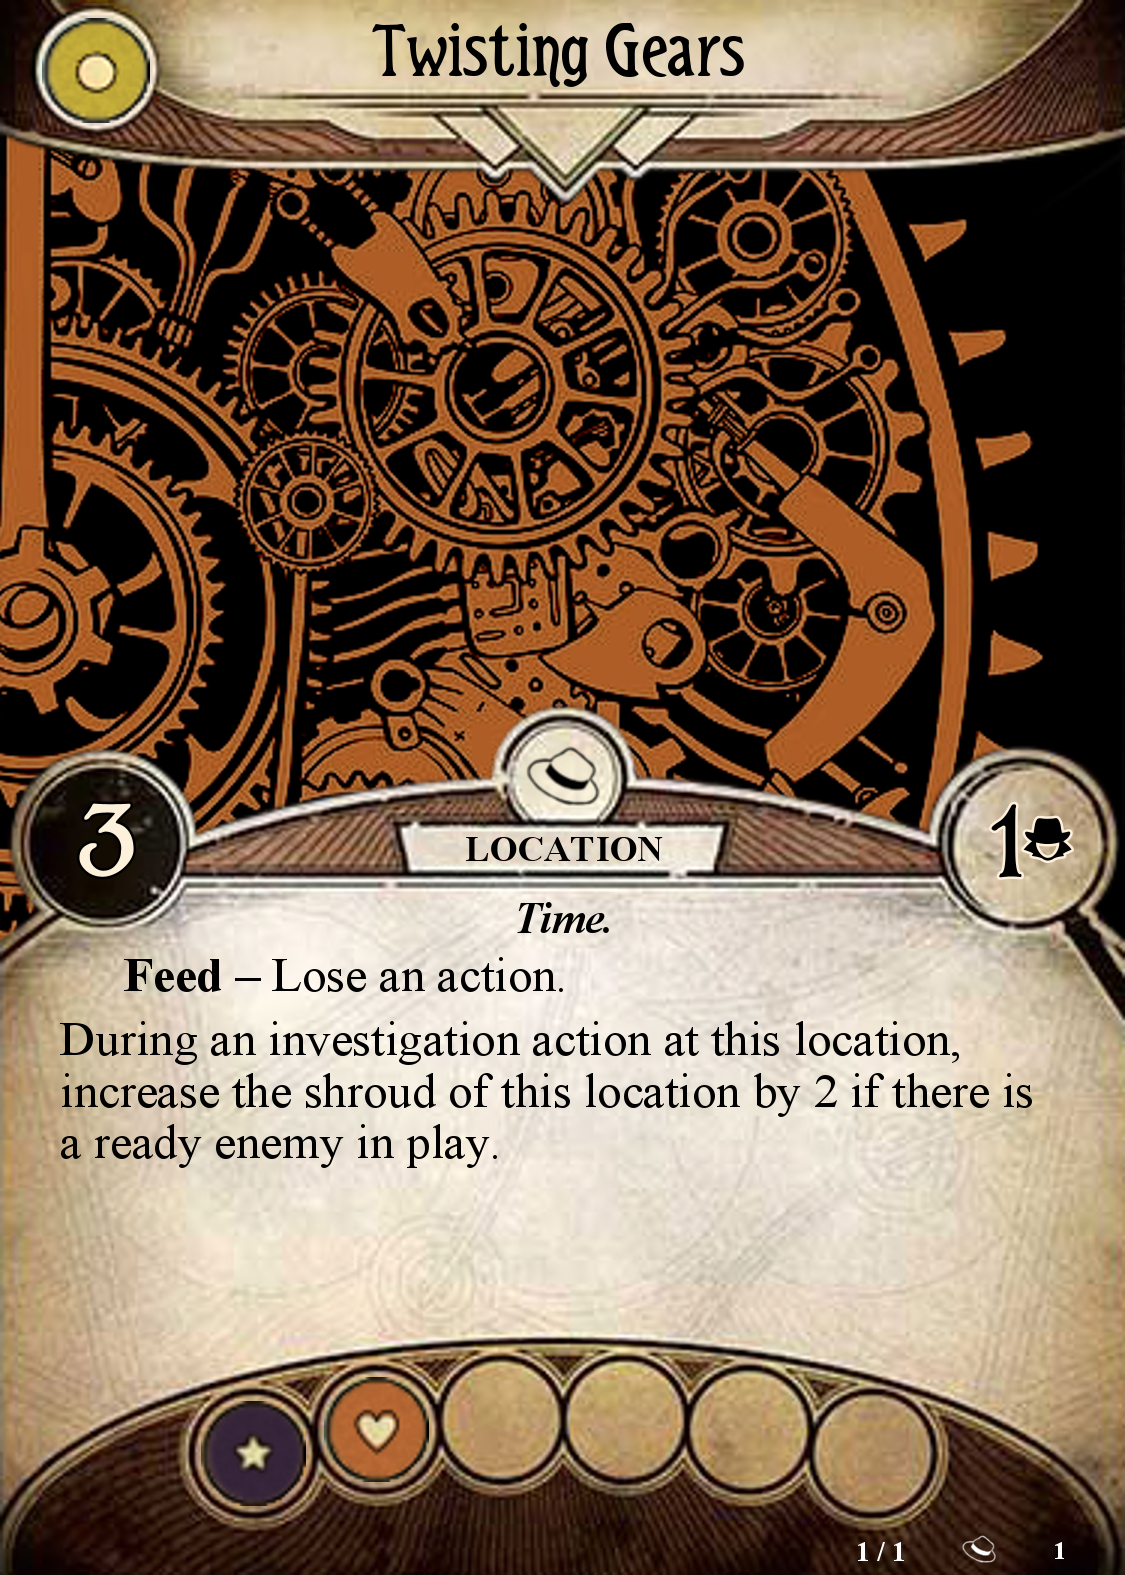 Twisting Gears
3
LOCATION
1
Time.
Feed – Lose an action.
During an investigation action at this location,
increase the shroud of this location by 2 if there is
a ready enemy in play.
1 / 1
1